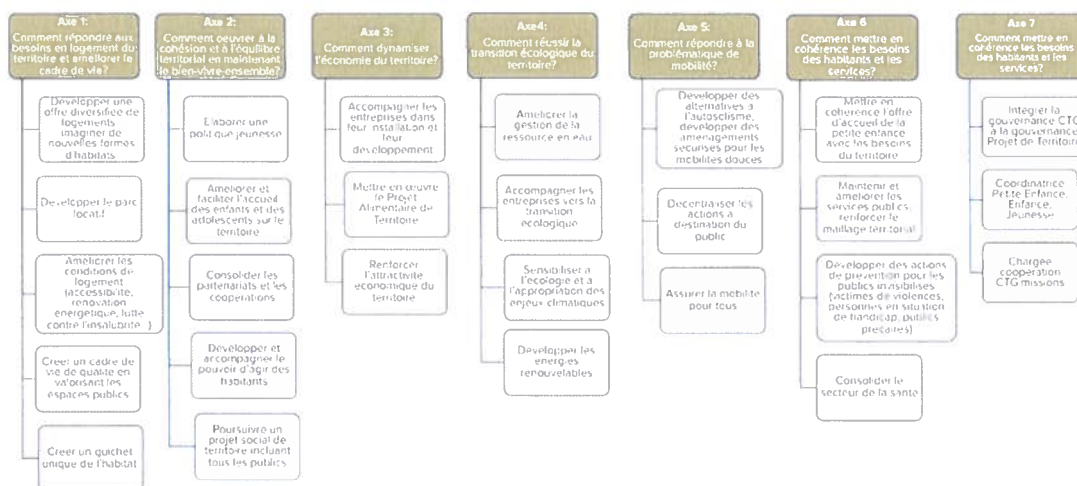 Axe 1:
Comment répondre aux
besoins en logement du
territoire et améliorer le
cadre de vie?
Développer une
offre diversifiée de
logements
imaginer de
nouvelles formes
d'habitats
Développer le parc
locatif
Améliorer les
conditions de
logement
(accessibilité,
rénovation
énergétique, lutte
contre l'insalubrité...)
Créer un cadre de
vie de qualité en
valorisant les
espaces publics
Créer un guichet
unique de l'habitat
Axe 2:
Comment oeuvrer à la
cohésion et à l'équilibre
territorial en maintenant
le bien-vivre ensemble?
Elaborer une
politique jeunesse
Améliorer et
faciliter l'accueil
des enfants et des
adolescents sur le
territoire
Consolider les
partenariats et les
coopérations
Développer et
accompagner le
pouvoir d'agir des
habitants
Poursuivre un
projet social de
territoire incluant
tous les publics
Axe 3:
Comment dynamiser
l'économie du territoire?
Accompagner les
entreprises dans
leur installation et
leur
développement
Mettre en œuvre
le Projet
Alimentaire de
Territoire
Renforcer
l'attractivité
économique du
territoire
Axe4:
Comment réussir la
transition écologique du
territoire?
Améliorer la
gestion de la
ressource en eau
Accompagner les
entreprises vers la
transition
écologique
Sensibiliser à
l'écologie et à
l'appropriation des
enjeux climatiques
Développer les
énergies
renouvelables
Axe 5:
Comment répondre à la
problématique de
mobilité?
Développer des
alternatives à
l'autosolisme,
développer des
aménagements
sécurisés pour les
mobilités douces
Décentraliser les
actions à
destination du
public
Assurer la mobilité
pour tous
Axe 6
Comment mettre en
cohérence les besoins
des habitants et les
services?
Mettre en
cohérence l'offre
d'accueil de la
petite enfance
avec les besoins
du territoire
Maintenir et
améliorer les
services publics,
renforcer le
maillage territorial
Développer des actions
de prévention pour les
publics invisibilisés
(victimes de violences,
personnes en situation
de handicap, publics
précaires)
Consolider le
secteur de la santé
Axe 7
Comment mettre en
cohérence les besoins
des habitants et les
services?
Intégrer la
gouvernance CTG
à la gouvernance
Projet de Territoire
Coordinatrice
Petite Enfance,
Enfance,
Jeunesse
Chargée
coopération
CTG missions